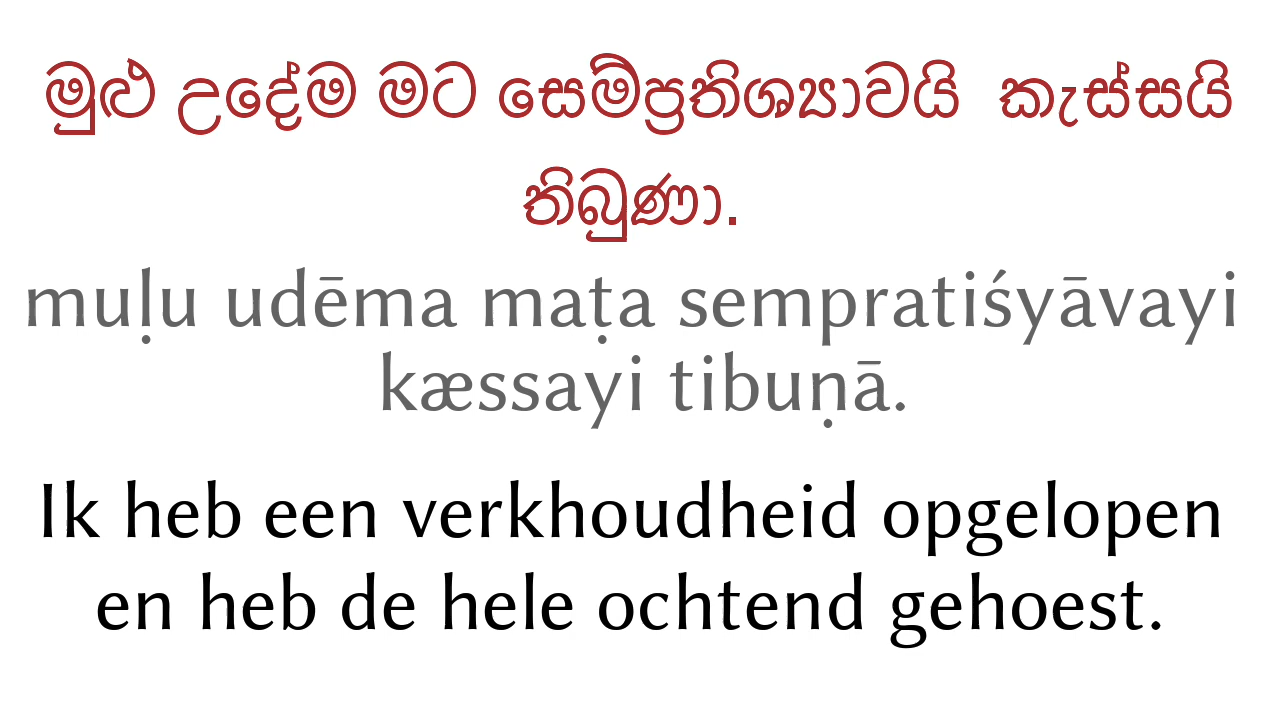 මුළු උදේම මට සෙම්ප්‍රතිශ්‍යාවයි කැස්සයි
තිබුණා.
muḷu udēma maṭa sempratiśyāvayi
kæssayi tibuṇā.
Ik heb een verkhoudheid opgelopen
en heb de hele ochtend gehoest.